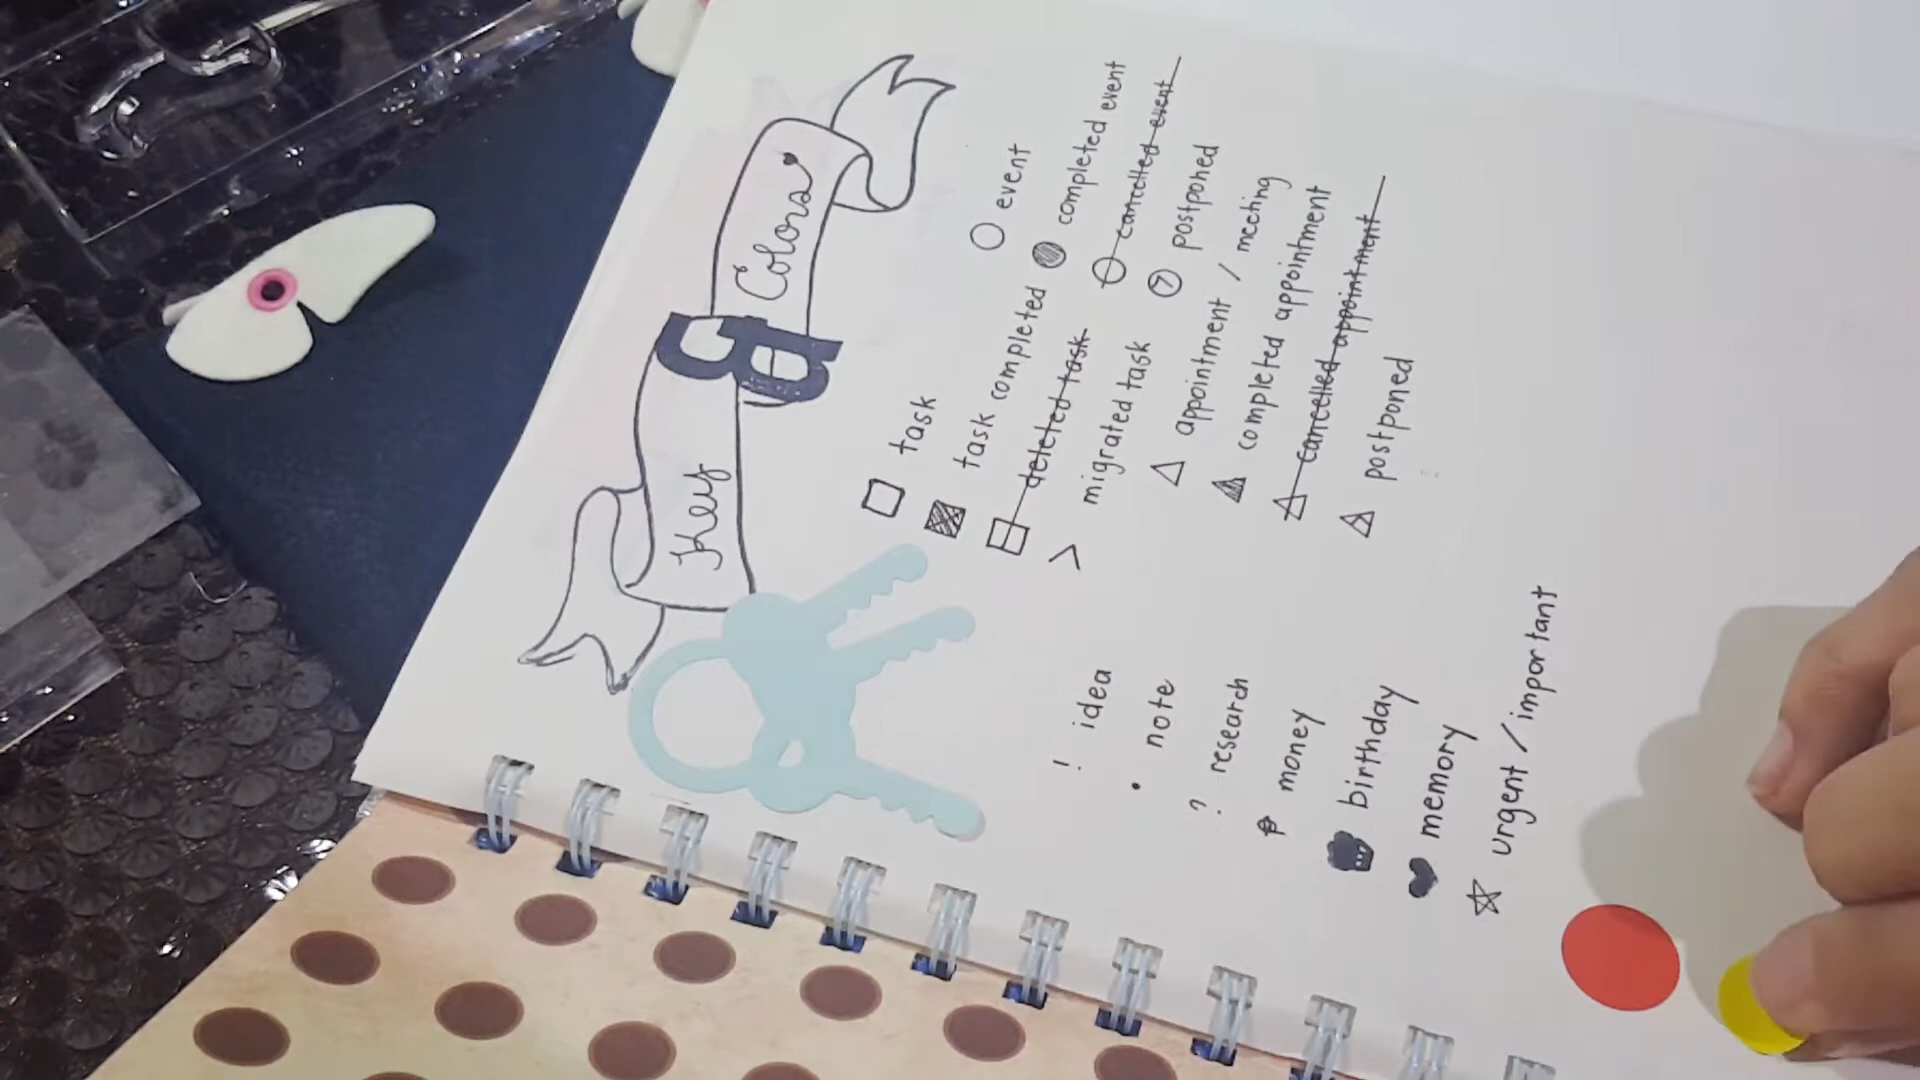 Key & Colors
! idea
• note
? research
money
birthday
memory
☆ urgent / important
□ task
task completed
deleted task
> migrated task
△ appointment / meeting
▲ completed appointment
cancelled appointment
postponed
○ event
completed event
cancelled event
postponed